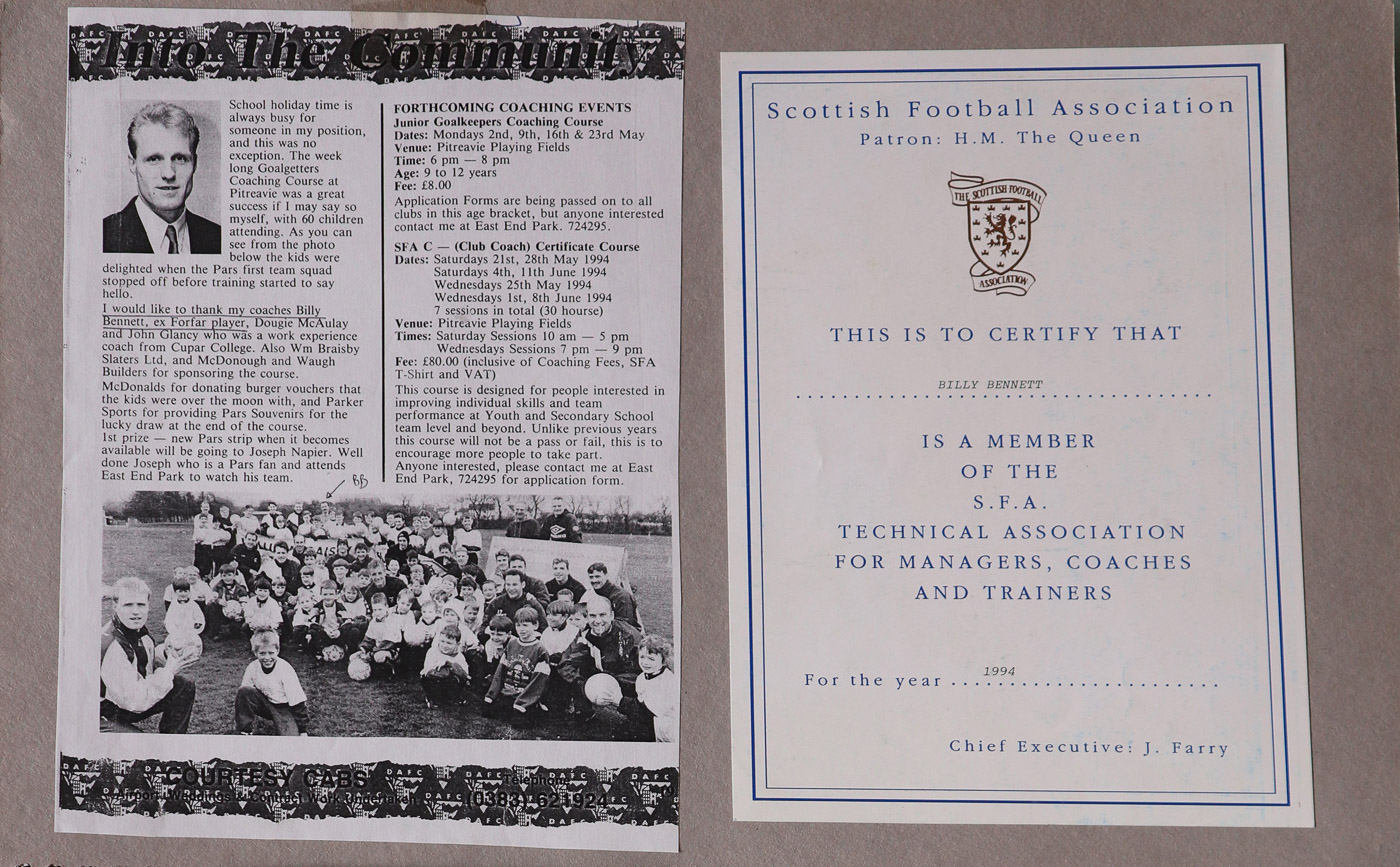 Into The Community
School holiday time is
always busy for
someone in my position,
and this was no
exception. The week
long Goalgetters
Coaching Course at
Pitreavie was a great
success if I may say so
myself, with 60 children
attending. As you can
see from the photo
below the kids were
delighted when the Pars first team squad
stopped off before training started to say
hello.
I would like to thank my coaches Billy
Bennett, ex Forfar player, Dougie McAulay
and John Glancy who was a work experience
coach from Cupar College. Also Wm Braisby
Slaters Ltd, and McDonough and Waugh
Builders for sponsoring the course.
McDonalds for donating burger vouchers that
the kids were over the moon with, and Parker
Sports for providing Pars Souvenirs for the
lucky draw at the end of the course.
1st prize — new Pars strip when it becomes
available will be going to Joseph Napier. Well
done Joseph who is a Pars fan and attends
East End Park to watch his team.
BB
FORTHCOMING COACHING EVENTS
Junior Goalkeepers Coaching Course
Dates: Mondays 2nd, 9th, 16th & 23rd May
Venue: Pitreavie Playing Fields
Time: 6 pm — 8 pm
Age: 9 to 12 years
Fee: £8.00
Application Forms are being passed on to all
clubs in this age bracket, but anyone interested
contact me at East End Park. 724295.
SFA C — (Club Coach) Certificate Course
Dates: Saturdays 21st, 28th May 1994
Saturdays 4th, 11th June 1994
Wednesdays 25th May 1994
Wednesdays 1st, 8th June 1994
7 sessions in total (30 hourse)
Venue: Pitreavie Playing Fields
Times: Saturday Sessions 10 am — 5 pm
Wednesdays Sessions 7 pm — 9 pm
Fee: £80.00 (inclusive of Coaching Fees, SFA
T-Shirt and VAT)
This course is designed for people interested in
improving individual skills and team
performance at Youth and Secondary School
team level and beyond. Unlike previous years
this course will not be a pass or fail, this is to
encourage more people to take part.
Anyone interested, please contact me at East
End Park, 724295 for application form.
COURTESY CABS
Airport, Weddings & Contract Work Undertaken
Telephone
(0383) 621924
Scottish Football Association
Patron: H.M. The Queen
THE SCOTTISH FOOTBALL
ASSOCIATION
THIS IS TO CERTIFY THAT
BILLY BENNETT
IS A MEMBER
OF THE
S.F.A.
TECHNICAL ASSOCIATION
FOR MANAGERS, COACHES
AND TRAINERS
For the year 1994
Chief Executive: J. Farry